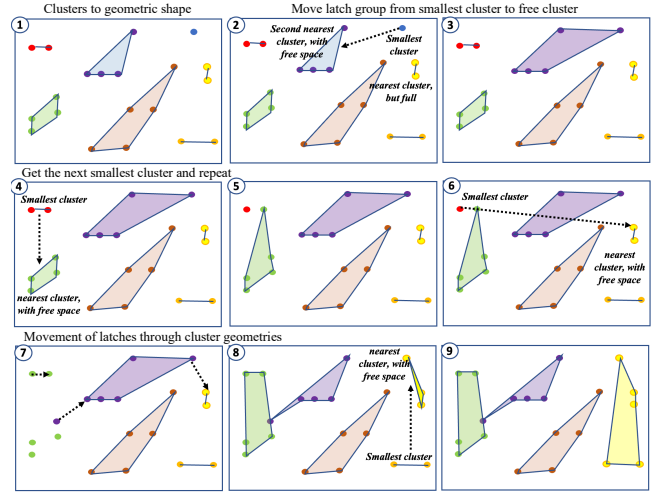 Clusters to geometric shape
Move latch group from smallest cluster to free cluster
1
2
Second nearest
cluster, with
free space
Smallest
cluster
nearest cluster,
but full
3
Get the next smallest cluster and repeat
4
Smallest cluster
nearest cluster,
with free space
5
6
Smallest cluster
nearest
cluster, with
free space
Movement of latches through cluster geometries
7
8
nearest
cluster, with
free space
Smallest cluster
9